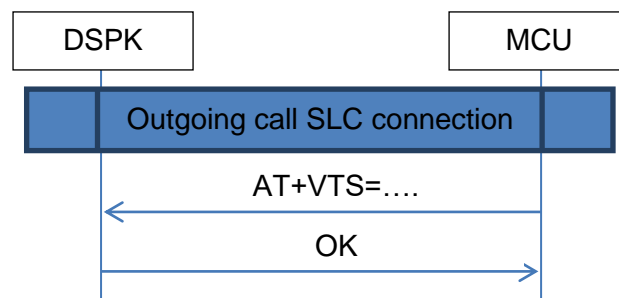 DSPK
MCU
Outgoing call SLC connection
AT+VTS=….
OK